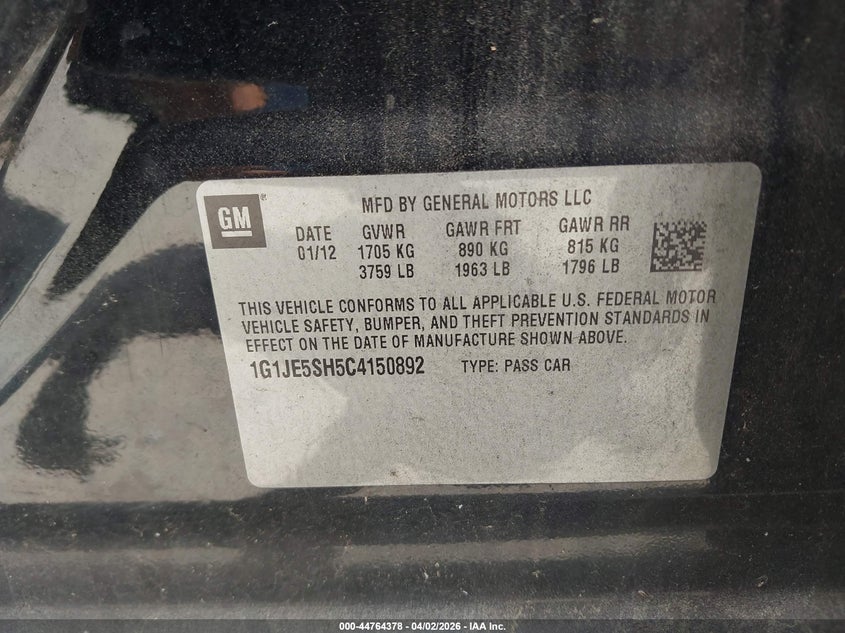 GM
MFD BY GENERAL MOTORS LLC
DATE GVWR GAWR FRT GAWR RR
01/12 1705 KG 890 KG 815 KG
3759 LB 1963 LB 1796 LB
THIS VEHICLE CONFORMS TO ALL APPLICABLE U.S. FEDERAL MOTOR
VEHICLE SAFETY, BUMPER, AND THEFT PREVENTION STANDARDS IN
EFFECT ON THE DATE OF MANUFACTURE SHOWN ABOVE.
1G1JE5SH5C4150892 TYPE: PASS CAR
000-44764378 - 04/02/2026 - IAA Inc.